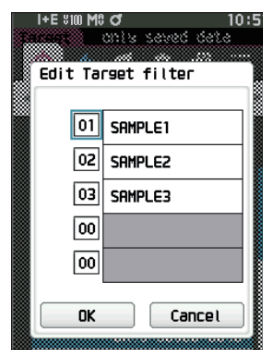 I+E 100 M 10:5
Target only saved data
Edit Target filter
01 SAMPLE1
02 SAMPLE2
03 SAMPLE3
00
00
OK Cancel